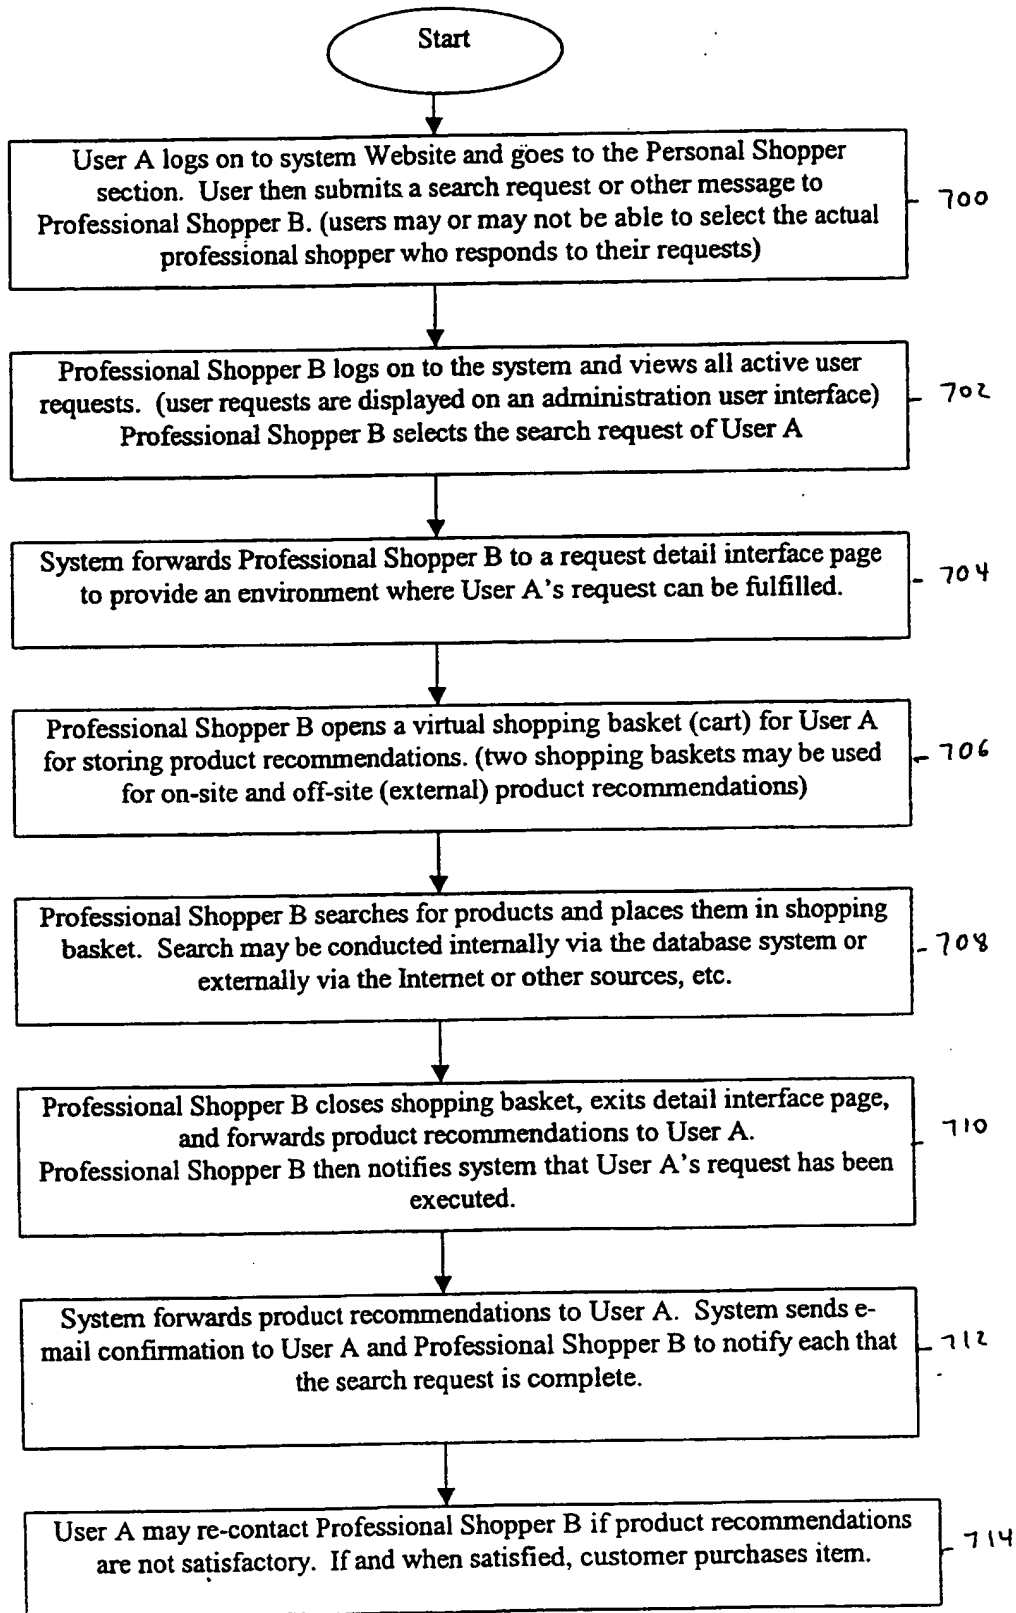 Start
User A logs on to system Website and goes to the Personal Shopper
section. User then submits a search request or other message to
Professional Shopper B. (users may or may not be able to select the actual
professional shopper who responds to their requests)
700
Professional Shopper B logs on to the system and views all active user
requests. (user requests are displayed on an administration user interface)
Professional Shopper B selects the search request of User A
702
System forwards Professional Shopper B to a request detail interface page
to provide an environment where User A's request can be fulfilled.
704
Professional Shopper B opens a virtual shopping basket (cart) for User A
for storing product recommendations. (two shopping baskets may be used
for on-site and off-site (external) product recommendations)
706
Professional Shopper B searches for products and places them in shopping
basket. Search may be conducted internally via the database system or
externally via the Internet or other sources, etc.
708
Professional Shopper B closes shopping basket, exits detail interface page,
and forwards product recommendations to User A.
Professional Shopper B then notifies system that User A's request has been
executed.
710
System forwards product recommendations to User A. System sends e-
mail confirmation to User A and Professional Shopper B to notify each that
the search request is complete.
712
User A may re-contact Professional Shopper B if product recommendations
are not satisfactory. If and when satisfied, customer purchases item.
714